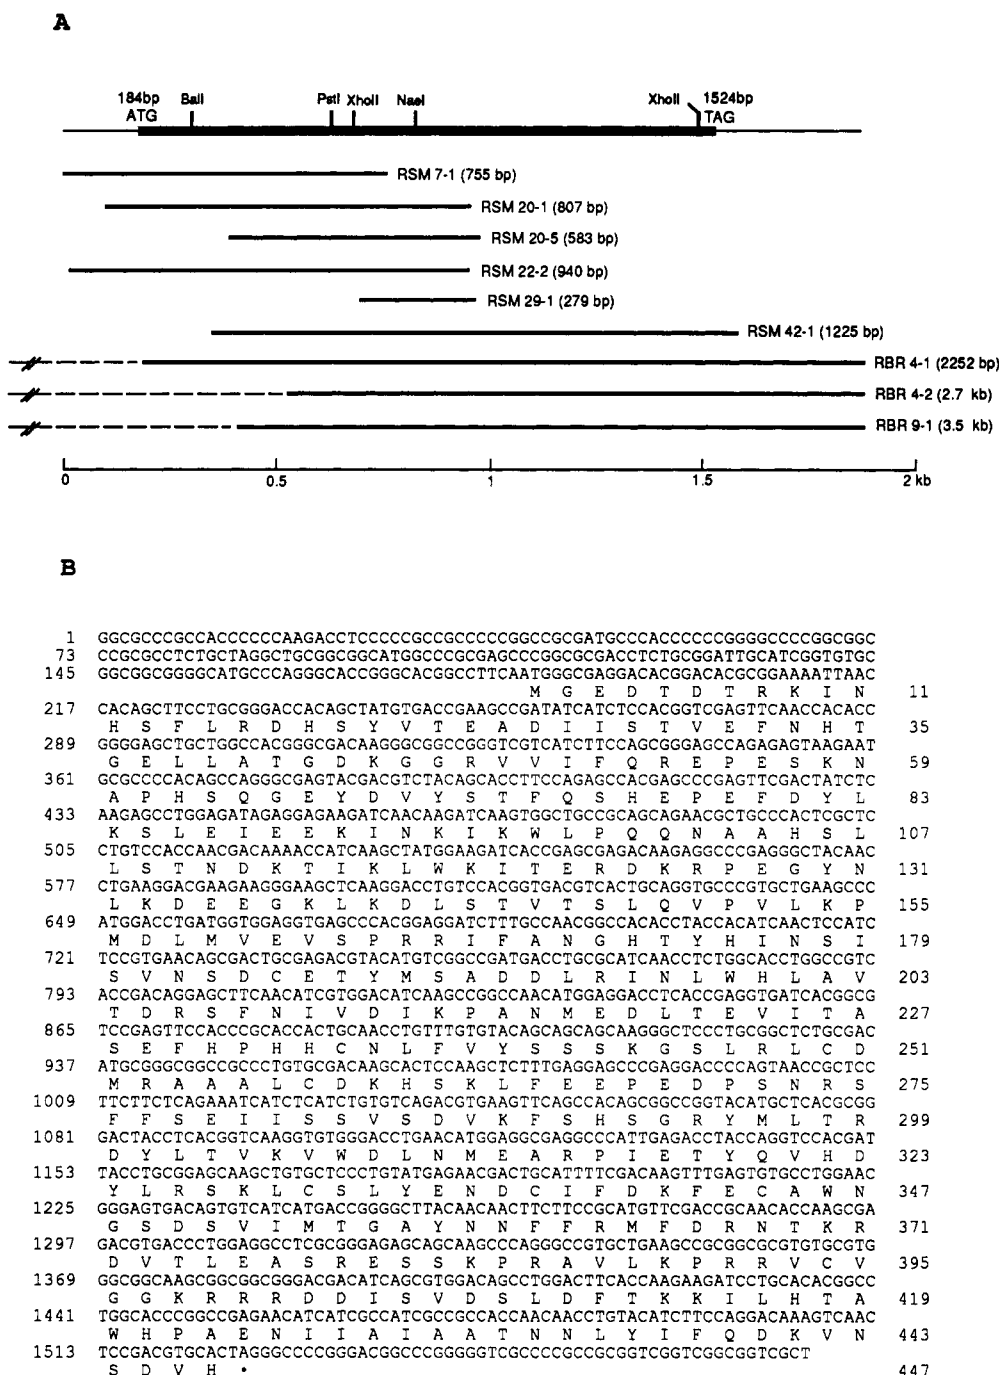 A
184bp BalI PstI XhoII NaeI XhoII 1524bp
ATG TAG
RSM 7-1 (755 bp)
RSM 20-1 (807 bp)
RSM 20-5 (583 bp)
RSM 22-2 (940 bp)
RSM 29-1 (279 bp)
RSM 42-1 (1225 bp)
RBR 4-1 (2252 bp)
RBR 4-2 (2.7 kb)
RBR 9-1 (3.5 kb)
0 0.5 1 1.5 2 kb
B
1 GGCGCCCGCCACCCCCCAAGACCTCCCCCGCCGCCCCCGGCCGCGATGCCCACCCCCCGGGGCCCCGGCGGC
73 CCGCGCCTCTGCTAGGCTGCGGCGGCATGGCCCGCGAGCCCGGCGCGACCTCTGCGGATTGCATCGGTGTGC
145 GGCGGCGGGGCATGCCCAGGGCACCGGGCACGGCCTTCAATGGGCGAGGACACGGACACGCGGAAAATTAAC
M G E D T D T R K I N 11
217 CACAGCTTCCTGCGGGACCACAGCTATGTGACCGAAGCCGATATCATCTCCACGGTCGAGTTCAACCACACC
H S F L R D H S Y V T E A D I I S T V E F N H T 35
289 GGGGAGCTGCTGGCCACGGGCGACAAGGGCGGCCGGGTCGTCATCTTCCAGCGGGAGCCAGAGAGTAAGAAT
G E L L A T G D K G G R V V I F Q R E P E S K N 59
361 GCGCCCCACAGCCAGGGCGAGTACGACGTCTACAGCACCTTCCAGAGCCACGAGCCCGAGTTCGACTATCTC
A P H S Q G E Y D V Y S T F Q S H E P E F D Y L 83
433 AAGAGCCTGGAGATAGAGGAGAAGATCAACAAGATCAAGTGGCTGCCGCAGCAGAACGCTGCCCACTCGCTC
K S L E I E E K I N K I K W L P Q Q N A A H S L 107
505 CTGTCCACCAACGACAAAACCATCAAGCTATGGAAGATCACCGAGCGAGACAAGAGGCCCGAGGGCTACAAC
L S T N D K T I K L W K I T E R D K R P E G Y N 131
577 CTGAAGGACGAAGAAGGGAAGCTCAAGGACCTGTCCACGGTGACGTCACTGCAGGTGCCCGTGCTGAAGCCC
L K D E E G K L K D L S T V T S L Q V P V L K P 155
649 ATGGACCTGATGGTGGAGGTGAGCCCACGGAGGATCTTTGCCAACGGCCACACCTACCACATCAACTCCATC
M D L M V E V S P R R I F A N G H T Y H I N S I 179
721 TCCGTGAACAGCGACTGCGAGACGTACATGTCGGCCGATGACCTGCGCATCAACCTCTGGCACCTGGCCGTC
S V N S D C E T Y M S A D D L R I N L W H L A V 203
793 ACCGACAGGAGCTTCAACATCGTGGACATCAAGCCGGCCAACATGGAGGACCTCACCGAGGTGATCACGGCG
T D R S F N I V D I K P A N M E D L T E V I T A 227
865 TCCGAGTTCCACCCGCACCACTGCAACCTGTTTGTGTACAGCAGCAGCAAGGGCTCCCTGCGGCTCTGCGAC
S E F H P H H C N L F V Y S S S K G S L R L C D 251
937 ATGCGGGCGGCCGCCCTGTGCGACAAGCACTCCAAGCTCTTTGAGGAGCCCGAGGACCCCAGTAACCGCTCC
M R A A A L C D K H S K L F E E P E D P S N R S 275
1009 TTCTTCTCAGAAATCATCTCATCTGTGTCAGACGTGAAGTTCAGCCACAGCGGCCGGTACATGCTCACGCGG
F F S E I I S S V S D V K F S H S G R Y M L T R 299
1081 GACTACCTCACGGTCAAGGTGTGGGACCTGAACATGGAGGCGAGGCCCATTGAGACCTACCAGGTCCACGAT
D Y L T V K V W D L N M E A R P I E T Y Q V H D 323
1153 TACCTGCGGAGCAAGCTGTGCTCCCTGTATGAGAACGACTGCATTTTCGACAAGTTTGAGTGTGCCTGGAAC
Y L R S K L C S L Y E N D C I F D K F E C A W N 347
1225 GGGAGTGACAGTGTCATCATGACCGGGGCTTACAACAACTTCTTCCGCATGTTCGACCGCAACACCAAGCGA
G S D S V I M T G A Y N N F F R M F D R N T K R 371
1297 GACGTGACCCTGGAGGCCTCGCGGGAGAGCAGCAAGCCCAGGGCCGTGCTGAAGCCGCGGCGCGTGTGCGTG
D V T L E A S R E S S K P R A V L K P R R V C V 395
1369 GGCGGCAAGCGGCGGCGGGACGACATCAGCGTGGACAGCCTGGACTTCACCAAGAAGATCCTGCACACGGCC
G G K R R R D D I S V D S L D F T K K I L H T A 419
1441 TGGCACCCGGCCGAGAACATCATCGCCATCGCCGCCACCAACAACCTGTACATCTTCCAGGACAAAGTCAAC
W H P A E N I I A I A A T N N L Y I F Q D K V N 443
1513 TCCGACGTGCACTAGGGCCCCGGGACGGCCCGGGGGTCGCCCCGCCGCGGTCGGTCGGCGGTCGCT
S D V H • 447